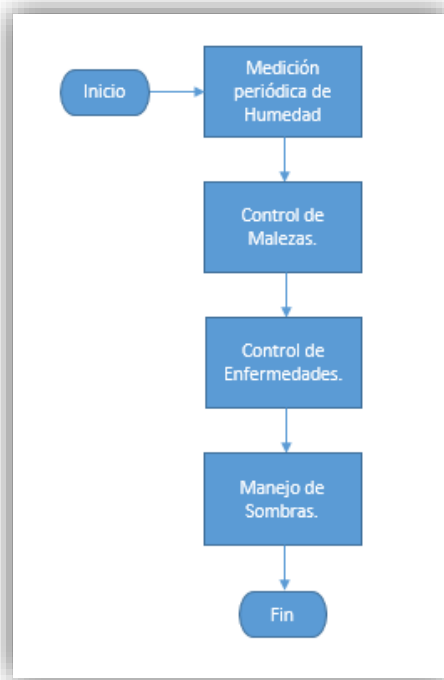 Inicio
Medición
periódica de
Humedad
Control de
Malezas.
Control de
Enfermedades.
Manejo de
Sombras.
Fin